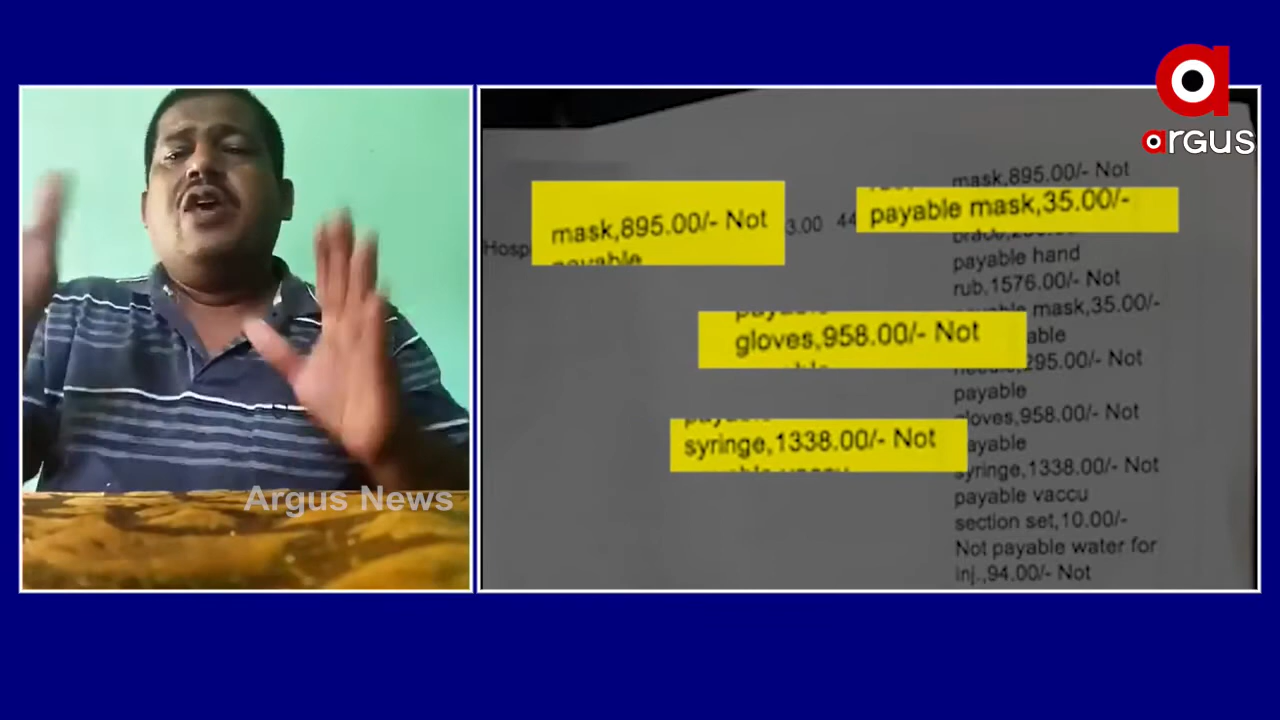 argus
Argus News
Hosp
3.00 44
mask,895.00/- Not
payable
payable mask,35.00/-
gloves,958.00/- Not
syringe,1338.00/- Not
mask,895.00/- Not
payable hand
rub,1576.00/- Not
mask,35.00/-
able
295.00/- Not
payable
gloves,958.00/- Not
payable
syringe,1338.00/- Not
payable vaccu
section set,10.00/-
Not payable water for
inj.,94.00/- Not